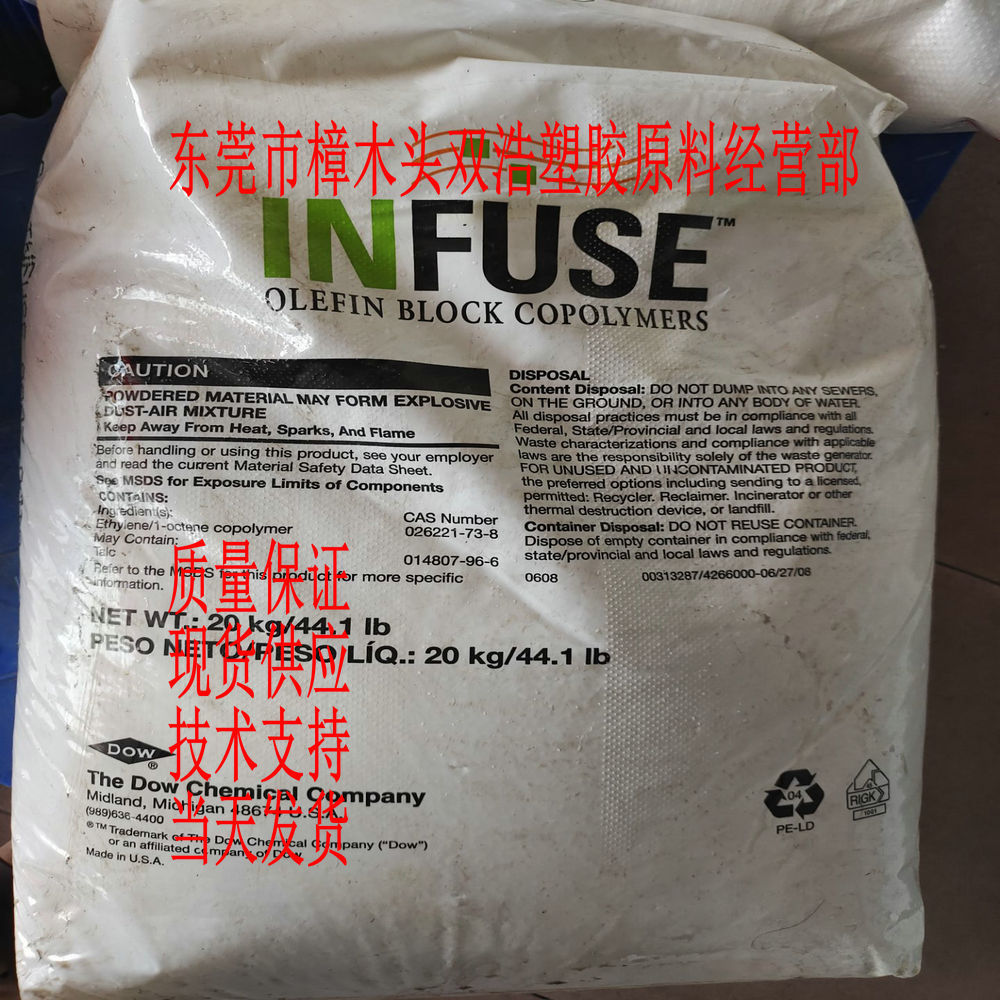 东莞市樟木头双浩塑胶原料经营部
INFUSE™
OLEFIN BLOCK COPOLYMERS
CAUTION
POWDERED MATERIAL MAY FORM EXPLOSIVE
DUST-AIR MIXTURE
Keep Away From Heat, Sparks, And Flame
Before handling or using this product, see your employer
and read the current Material Safety Data Sheet.
See MSDS for Exposure Limits of Components
CONTAINS:
Ingredient(s): CAS Number
Ethylene/1-octene copolymer 026221-73-8
May Contain:
Talc 014807-96-6
Refer to the MSDS for this product for more specific
information.
DISPOSAL
Content Disposal: DO NOT DUMP INTO ANY SEWERS,
ON THE GROUND, OR INTO ANY BODY OF WATER.
All disposal practices must be in compliance with all
Federal, State/Provincial and local laws and regulations.
Waste characterizations and compliance with applicable
laws are the responsibility solely of the waste generator.
FOR UNUSED AND UNCONTAMINATED PRODUCT,
the preferred options including sending to a licensed,
permitted: Recycler. Reclaimer. Incinerator or other
thermal destruction device, or landfill.
Container Disposal: DO NOT REUSE CONTAINER.
Dispose of empty container in compliance with federal,
state/provincial and local laws and regulations.
0608 00313287/4266000-06/27/08
质量保证
NET WT.: 20 kg/44.1 lb
现货供应
PESO NETO/PESO LÍQ.: 20 kg/44.1 lb
技术支持
DOW
®
The Dow Chemical Company
Midland, Michigan 48674 U.S.A.
(989)636-4400
当天发货
®™ Trademark of The Dow Chemical Company ("Dow")
or an affiliated company of Dow
Made in U.S.A.
04
PE-LD
RIGK
1001